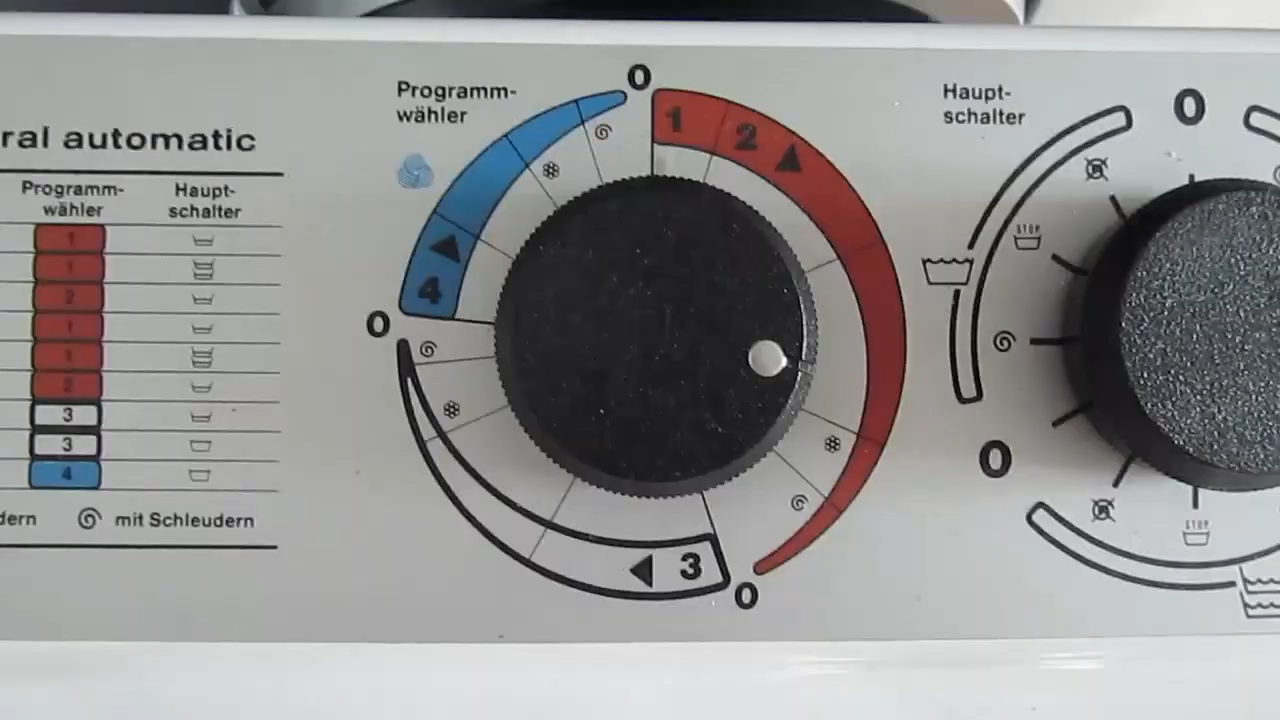 ral automatic
Programm-
wähler
Haupt-
schalter
1
1
2
1
1
2
3
3
4
dern
mit Schleudern
Programm-
wähler
0
1
2
4
0
3
0
Haupt-
schalter
0
STOP
0
STOP